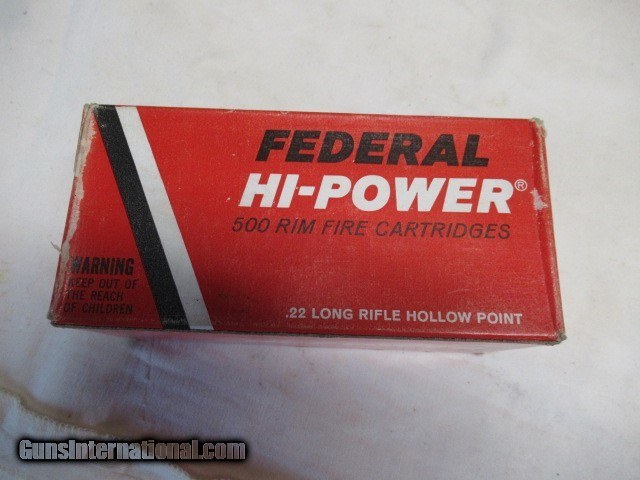 FEDERAL
HI-POWER®
500 RIM FIRE CARTRIDGES
WARNING
KEEP OUT OF
THE REACH
OF CHILDREN
.22 LONG RIFLE HOLLOW POINT
GunsInternational.com